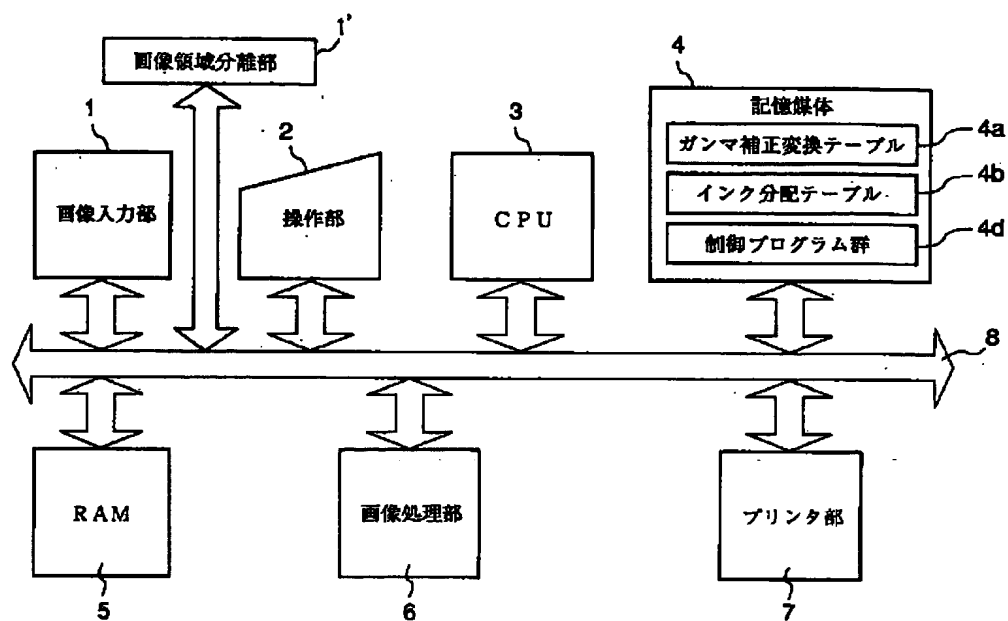 1'
画像領域分離部
1
画像入力部
2
操作部
3
CPU
4
記憶媒体
ガンマ補正変換テーブル
4a
インク分配テーブル
4b
制御プログラム群
4d
8
RAM
5
画像処理部
6
プリンタ部
7